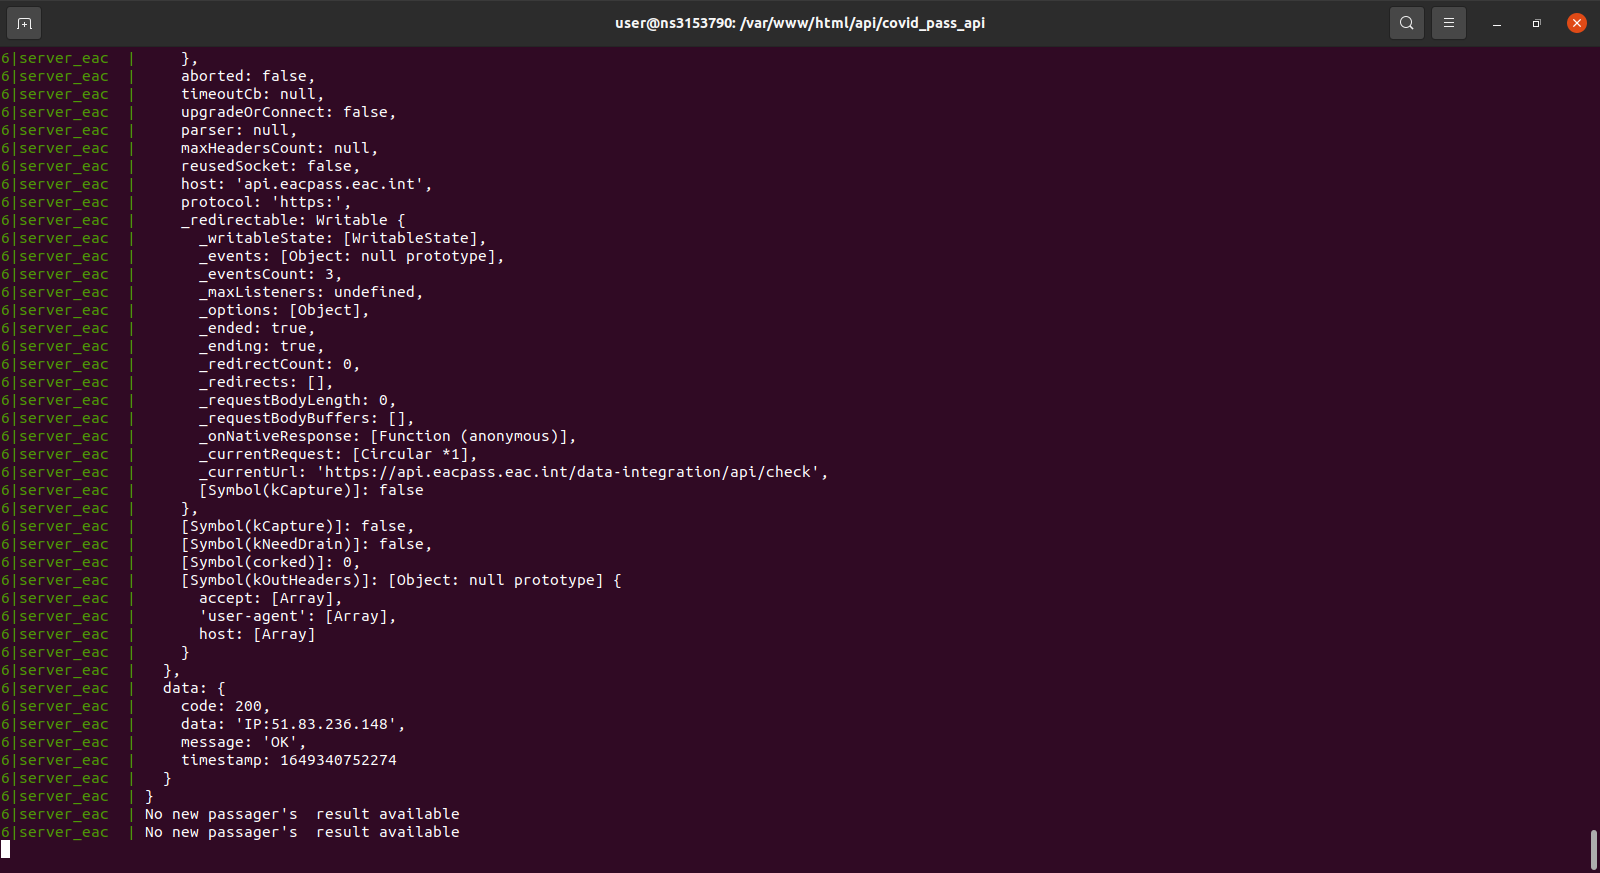 user@ns3153790: /var/www/html/api/covid_pass_api
6|server_eac  |     },
6|server_eac  |     aborted: false,
6|server_eac  |     timeoutCb: null,
6|server_eac  |     upgradeOrConnect: false,
6|server_eac  |     parser: null,
6|server_eac  |     maxHeadersCount: null,
6|server_eac  |     reusedSocket: false,
6|server_eac  |     host: 'api.eacpass.eac.int',
6|server_eac  |     protocol: 'https:',
6|server_eac  |     _redirectable: Writable {
6|server_eac  |       _writableState: [WritableState],
6|server_eac  |       _events: [Object: null prototype],
6|server_eac  |       _eventsCount: 3,
6|server_eac  |       _maxListeners: undefined,
6|server_eac  |       _options: [Object],
6|server_eac  |       _ended: true,
6|server_eac  |       _ending: true,
6|server_eac  |       _redirectCount: 0,
6|server_eac  |       _redirects: [],
6|server_eac  |       _requestBodyLength: 0,
6|server_eac  |       _requestBodyBuffers: [],
6|server_eac  |       _onNativeResponse: [Function (anonymous)],
6|server_eac  |       _currentRequest: [Circular *1],
6|server_eac  |       _currentUrl: 'https://api.eacpass.eac.int/data-integration/api/check',
6|server_eac  |       [Symbol(kCapture)]: false
6|server_eac  |     },
6|server_eac  |     [Symbol(kCapture)]: false,
6|server_eac  |     [Symbol(kNeedDrain)]: false,
6|server_eac  |     [Symbol(corked)]: 0,
6|server_eac  |     [Symbol(kOutHeaders)]: [Object: null prototype] {
6|server_eac  |       accept: [Array],
6|server_eac  |       'user-agent': [Array],
6|server_eac  |       host: [Array]
6|server_eac  |     }
6|server_eac  |   },
6|server_eac  |   data: {
6|server_eac  |     code: 200,
6|server_eac  |     data: 'IP:51.83.236.148',
6|server_eac  |     message: 'OK',
6|server_eac  |     timestamp: 1649340752274
6|server_eac  |   }
6|server_eac  | }
6|server_eac  | No new passager's  result available
6|server_eac  | No new passager's  result available